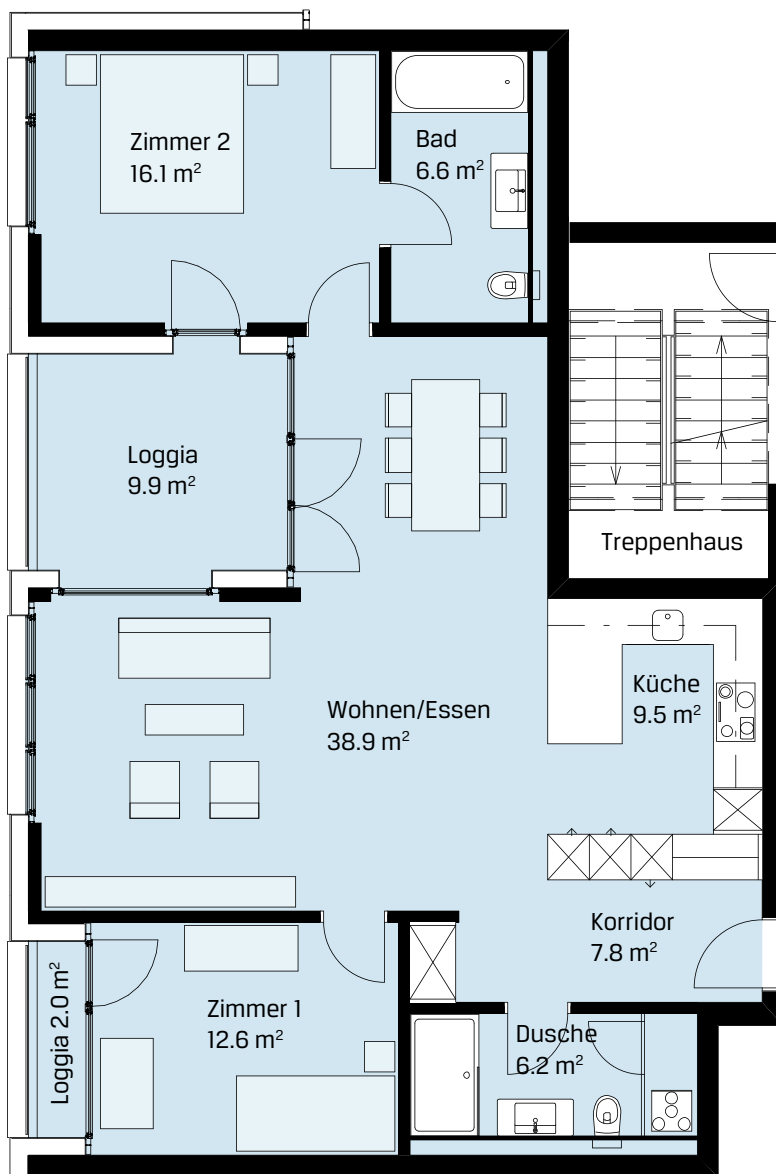 Zimmer 2
16.1 m²
Bad
6.6 m²
Loggia
9.9 m²
Treppenhaus
Wohnen/Essen
38.9 m²
Küche
9.5 m²
Korridor
7.8 m²
Loggia 2.0 m²
Zimmer 1
12.6 m²
Dusche
6.2 m²